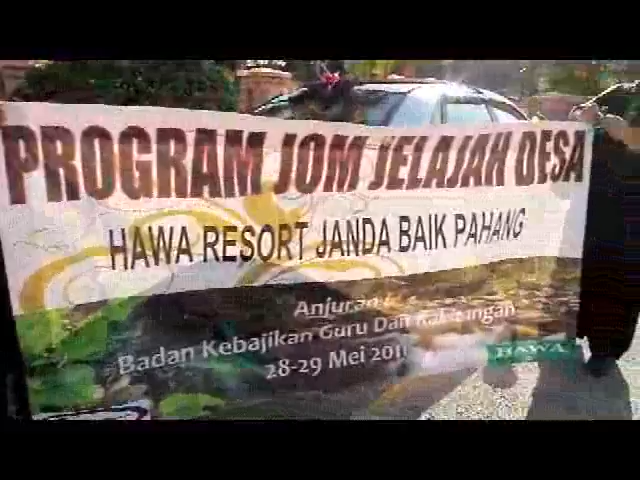 PROGRAM JOM JELAJAH DESA
HAWA RESORT JANDA BAIK PAHANG
Anjuran
Badan Kebajikan Guru Dan Kakitangan
28-29 Mei 2011
HAWA